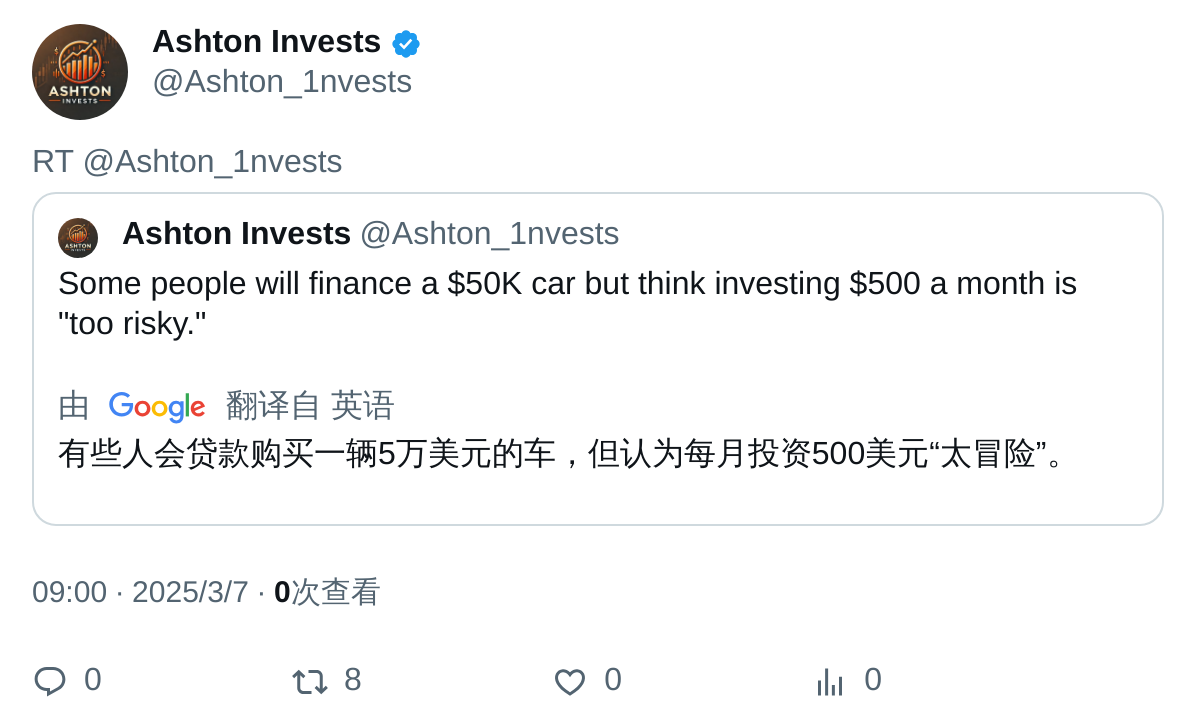 ASHTON
INVESTS
Ashton Invests
@Ashton_1nvests
RT @Ashton_1nvests
ASHTON
Ashton Invests @Ashton_1nvests
Some people will finance a $50K car but think investing $500 a month is
"too risky."
由 Google 翻译自 英语
有些人会贷款购买一辆5万美元的车，但认为每月投资500美元“太冒险”。
09:00 · 2025/3/7 · 0次查看
0 8 0 0